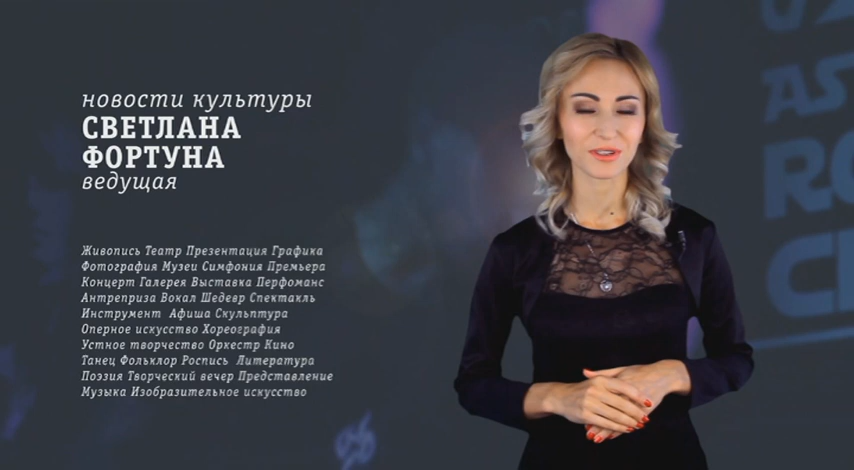 новости культуры
СВЕТЛАНА
ФОРТУНА
ведущая
Живопись Театр Презентация Графика
Фотография Музеи Симфония Премьера
Концерт Галерея Выставка Перфоманс
Антреприза Вокал Шедевр Спектакль
Инструмент Афиша Скульптура
Оперное искусство Хореография
Устное творчество Оркестр Кино
Танец Фольклор Роспись Литература
Поэзия Творческий вечер Представление
Музыка Изобразительное искусство